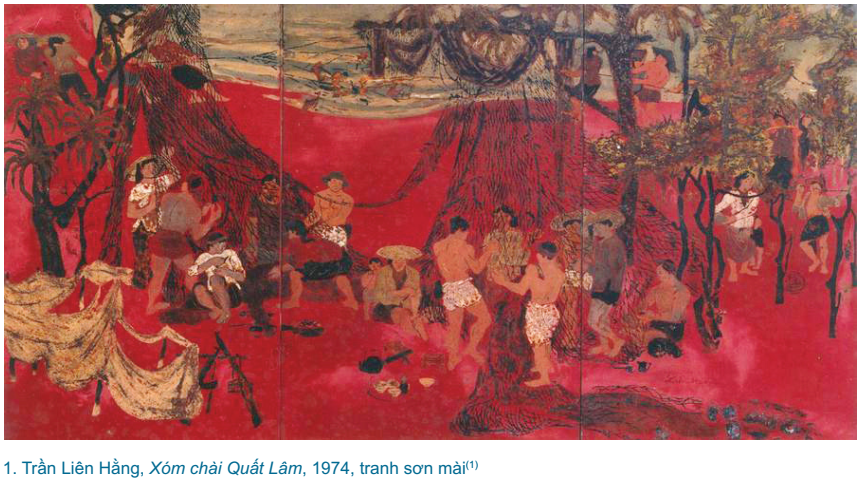 1. Trần Liên Hằng, Xóm chài Quất Lâm, 1974, tranh sơn mài(1)